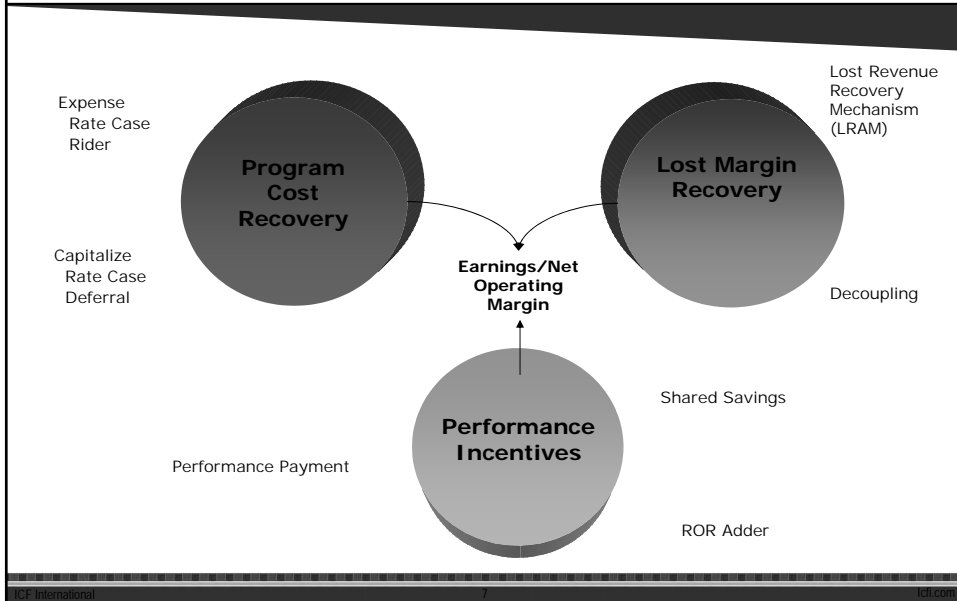 Expense
Rate Case
Rider
Program
Cost
Recovery
Capitalize
Rate Case
Deferral
Lost Revenue
Recovery
Mechanism
(LRAM)
Lost Margin
Recovery
Decoupling
Earnings/Net
Operating
Margin
Performance
Incentives
Performance Payment
Shared Savings
ROR Adder
ICF International
7
Icfi.com